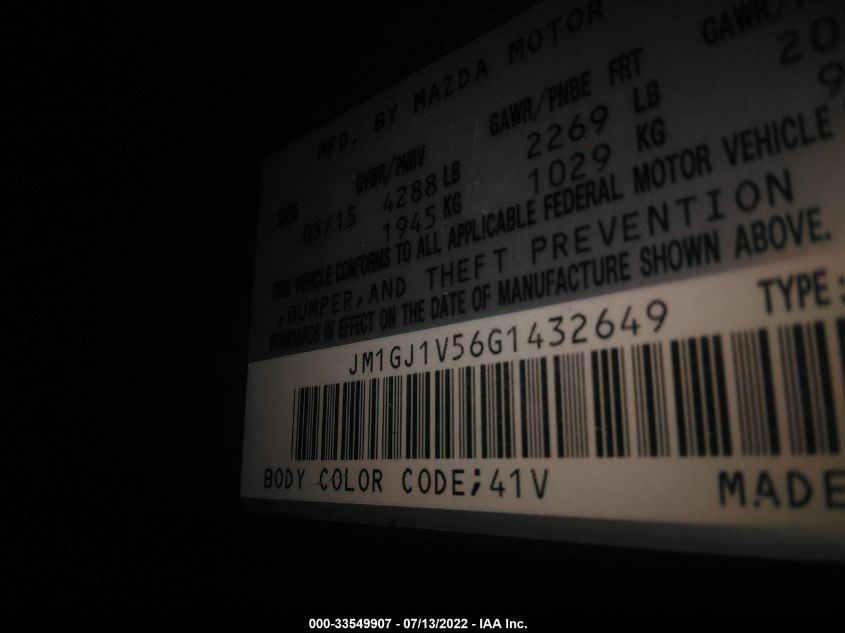 MFD. BY MAZDA MOTOR
DATE GVWR/PNBV GAWR/PNBE FRT GAWR/
05/15 4288 LB 2269 LB 20
1945 KG 1029 KG 9
THIS VEHICLE CONFORMS TO ALL APPLICABLE FEDERAL MOTOR VEHICLE
,BUMPER,AND THEFT PREVENTION
STANDARDS IN EFFECT ON THE DATE OF MANUFACTURE SHOWN ABOVE.
JM1GJ1V56G1432649 TYPE:
BODY COLOR CODE;41V MADE
000-33549907 - 07/13/2022 - IAA Inc.